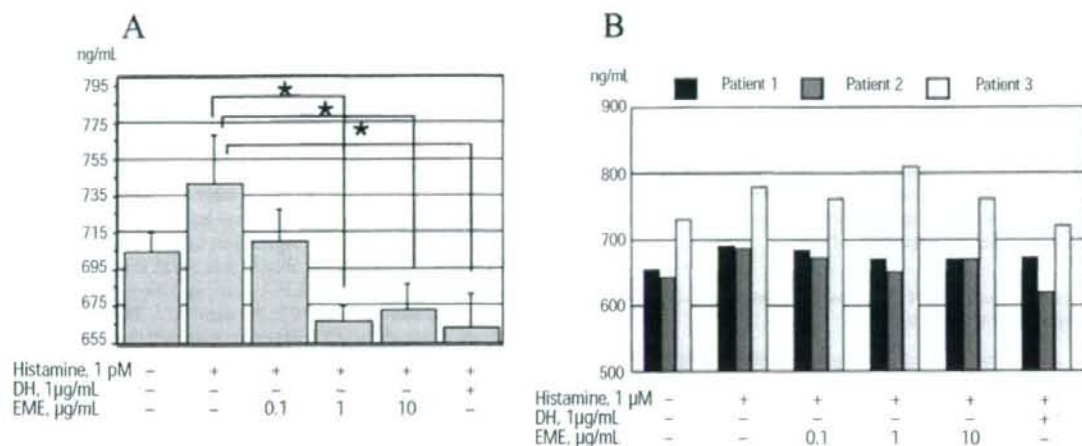 A
ng/mL
795
775
755
735
715
695
675
655
Histamine, 1 pM – + + + + +
DH, 1µg/mL – – – – – +
EME, µg/mL – – 0.1 1 10 –
B
ng/mL
Patient 1 Patient 2 Patient 3
900
800
700
600
500
Histamine, 1 µM – + + + + +
DH, 1µg/mL – – – – – +
EME, µg/mL – – 0.1 1 10 –